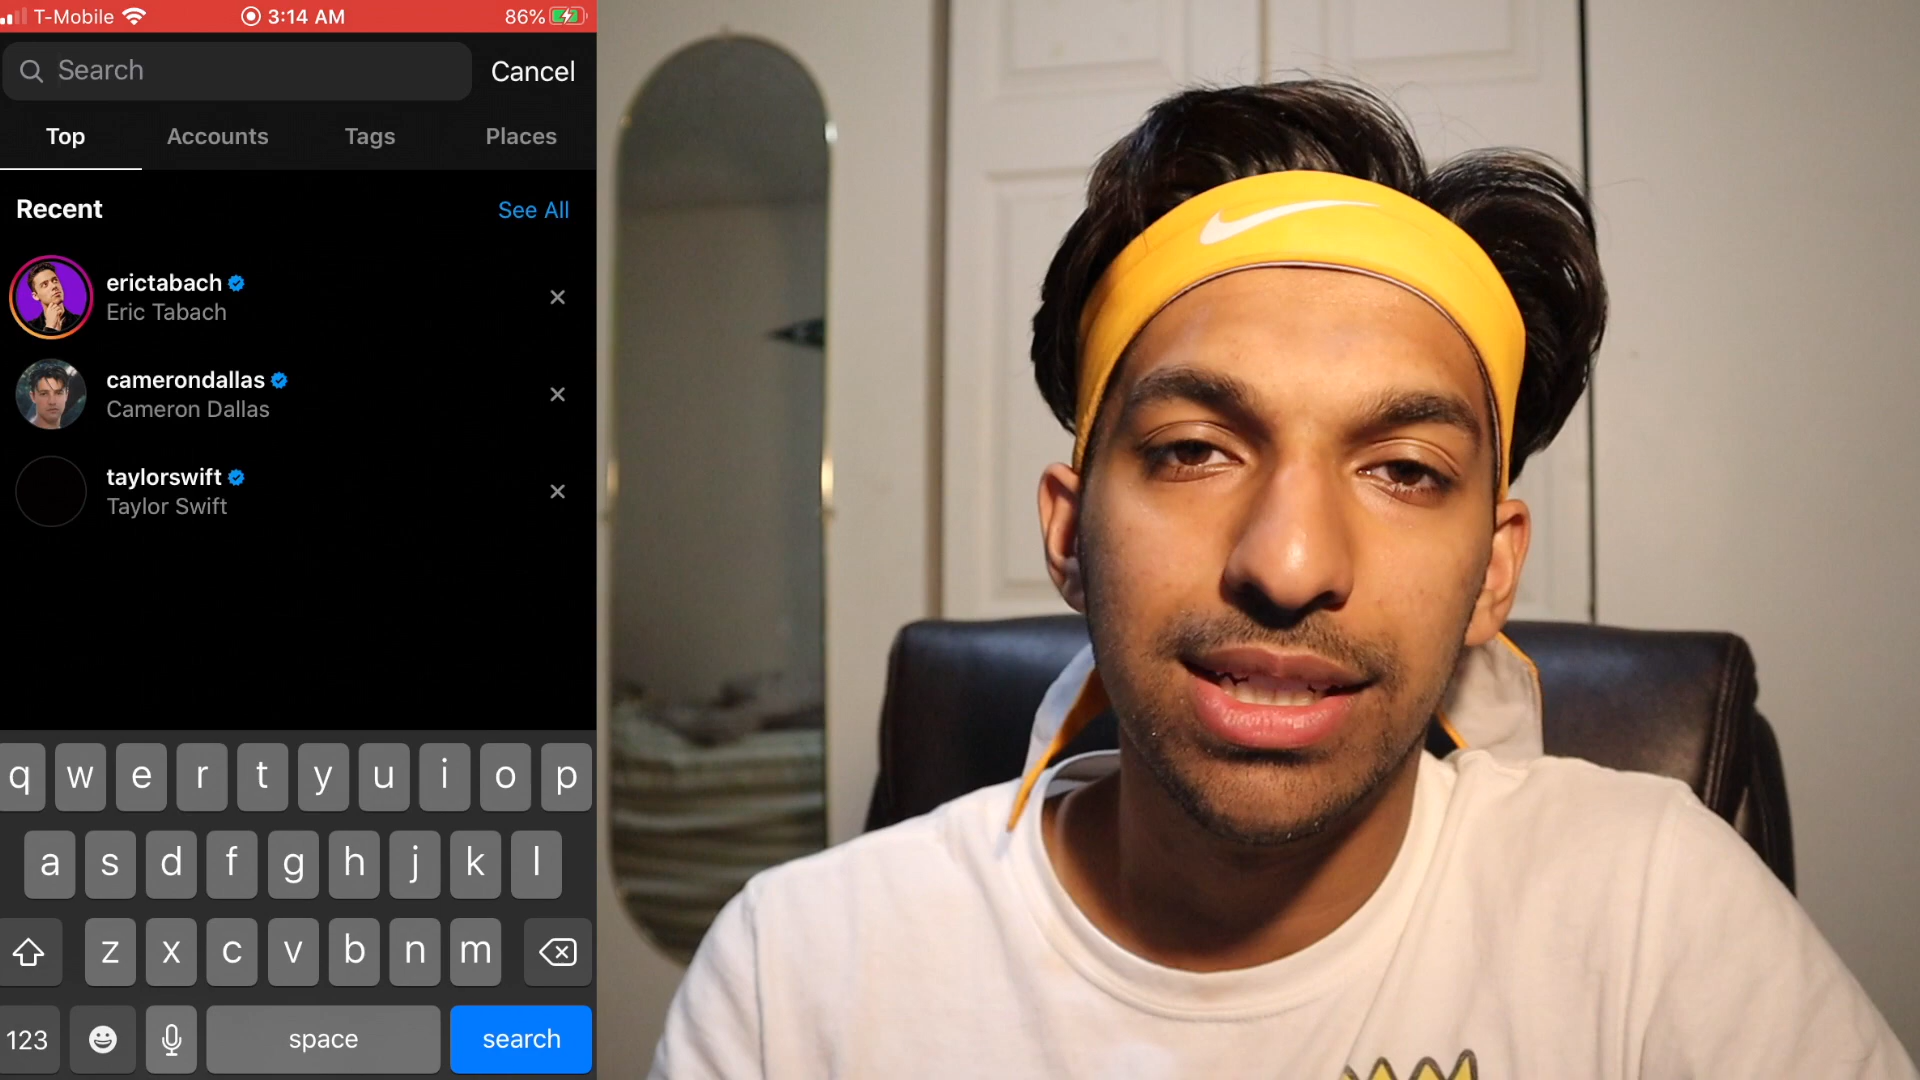 T-Mobile 3:14 AM 86%
Search Cancel
Top Accounts Tags Places
Recent See All
erictabach
Eric Tabach
camerondallas
Cameron Dallas
taylorswift
Taylor Swift
q w e r t y u i o p
a s d f g h j k l
z x c v b n m
123 space search